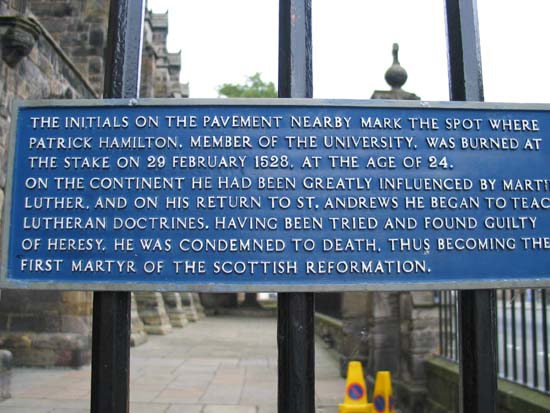 THE INITIALS ON THE PAVEMENT NEARBY MARK THE SPOT WHERE
PATRICK HAMILTON, MEMBER OF THE UNIVERSITY, WAS BURNED AT
THE STAKE ON 29 FEBRUARY 1528, AT THE AGE OF 24.
ON THE CONTINENT HE HAD BEEN GREATLY INFLUENCED BY MARTI
LUTHER, AND ON HIS RETURN TO ST. ANDREWS HE BEGAN TO TEAC
LUTHERAN DOCTRINES. HAVING BEEN TRIED AND FOUND GUILTY
OF HERESY, HE WAS CONDEMNED TO DEATH, THUS BECOMING THE
FIRST MARTYR OF THE SCOTTISH REFORMATION.